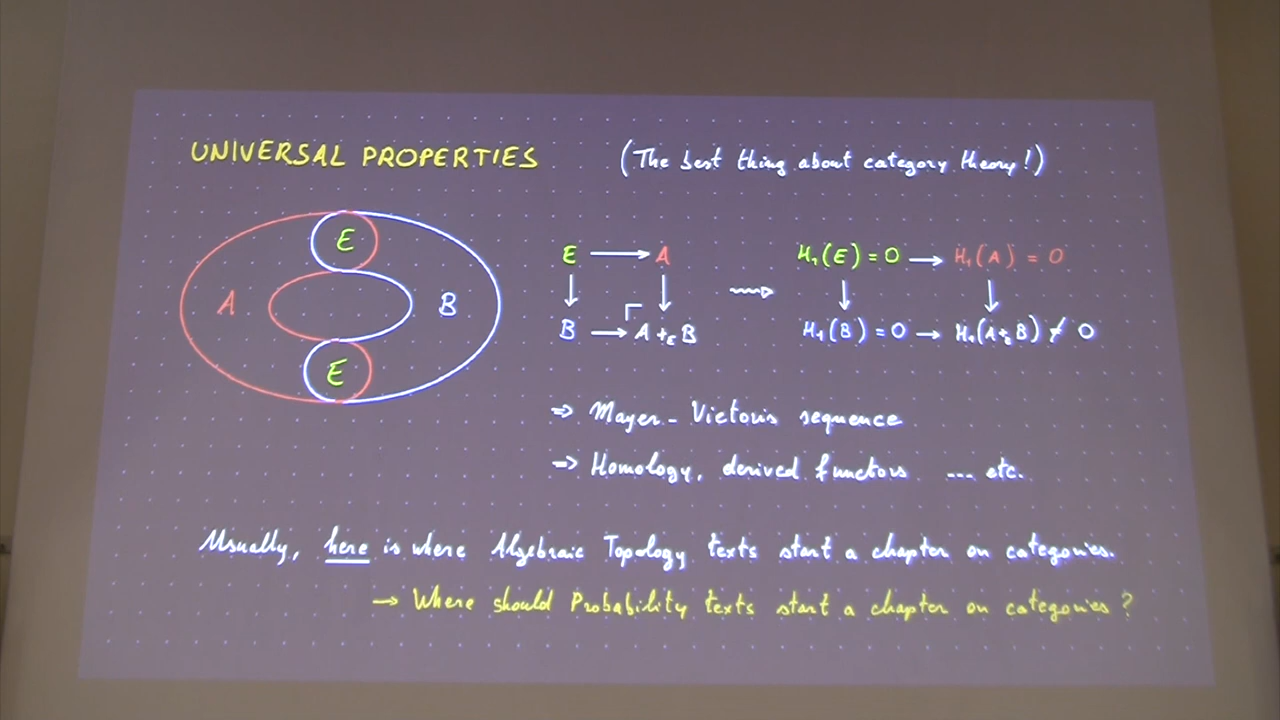 UNIVERSAL PROPERTIES (The best thing about category theory!)
E
A B
E
E → A
B → A +_E B
H₁(E) = 0 → H₁(A) = 0
H₁(B) = 0 → H₁(A +_E B) ≠ 0
⇒ Mayer-Vietoris sequence
⇒ Homology, derived functors .... etc.
Usually, here is where Algebraic Topology texts start a chapter on categories.
→ Where should Probability texts start a chapter on categories?